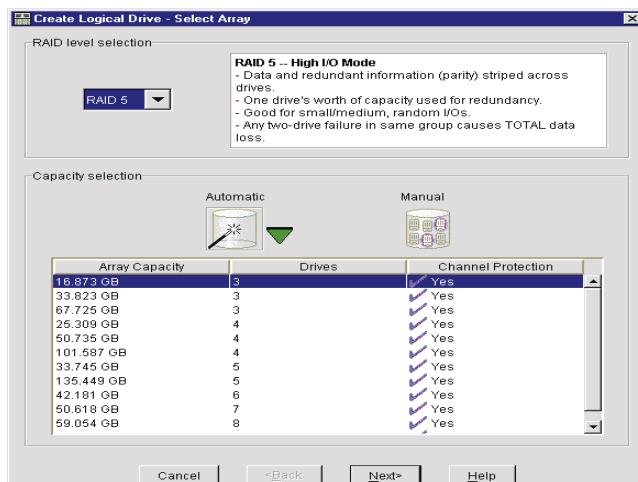 Create Logical Drive - Select Array
RAID level selection
RAID 5
RAID 5 -- High I/O Mode
- Data and redundant information (parity) striped across
drives.
- One drive's worth of capacity used for redundancy.
- Good for small/medium, random I/Os.
- Any two-drive failure in same group causes TOTAL data
loss.
Capacity selection
Automatic Manual
Array Capacity Drives Channel Protection
16.873 GB 3 Yes
33.823 GB 3 Yes
67.725 GB 3 Yes
25.309 GB 4 Yes
50.735 GB 4 Yes
101.587 GB 4 Yes
33.745 GB 5 Yes
135.449 GB 5 Yes
42.181 GB 6 Yes
50.618 GB 7 Yes
59.054 GB 8 Yes
Cancel <Back Next> Help